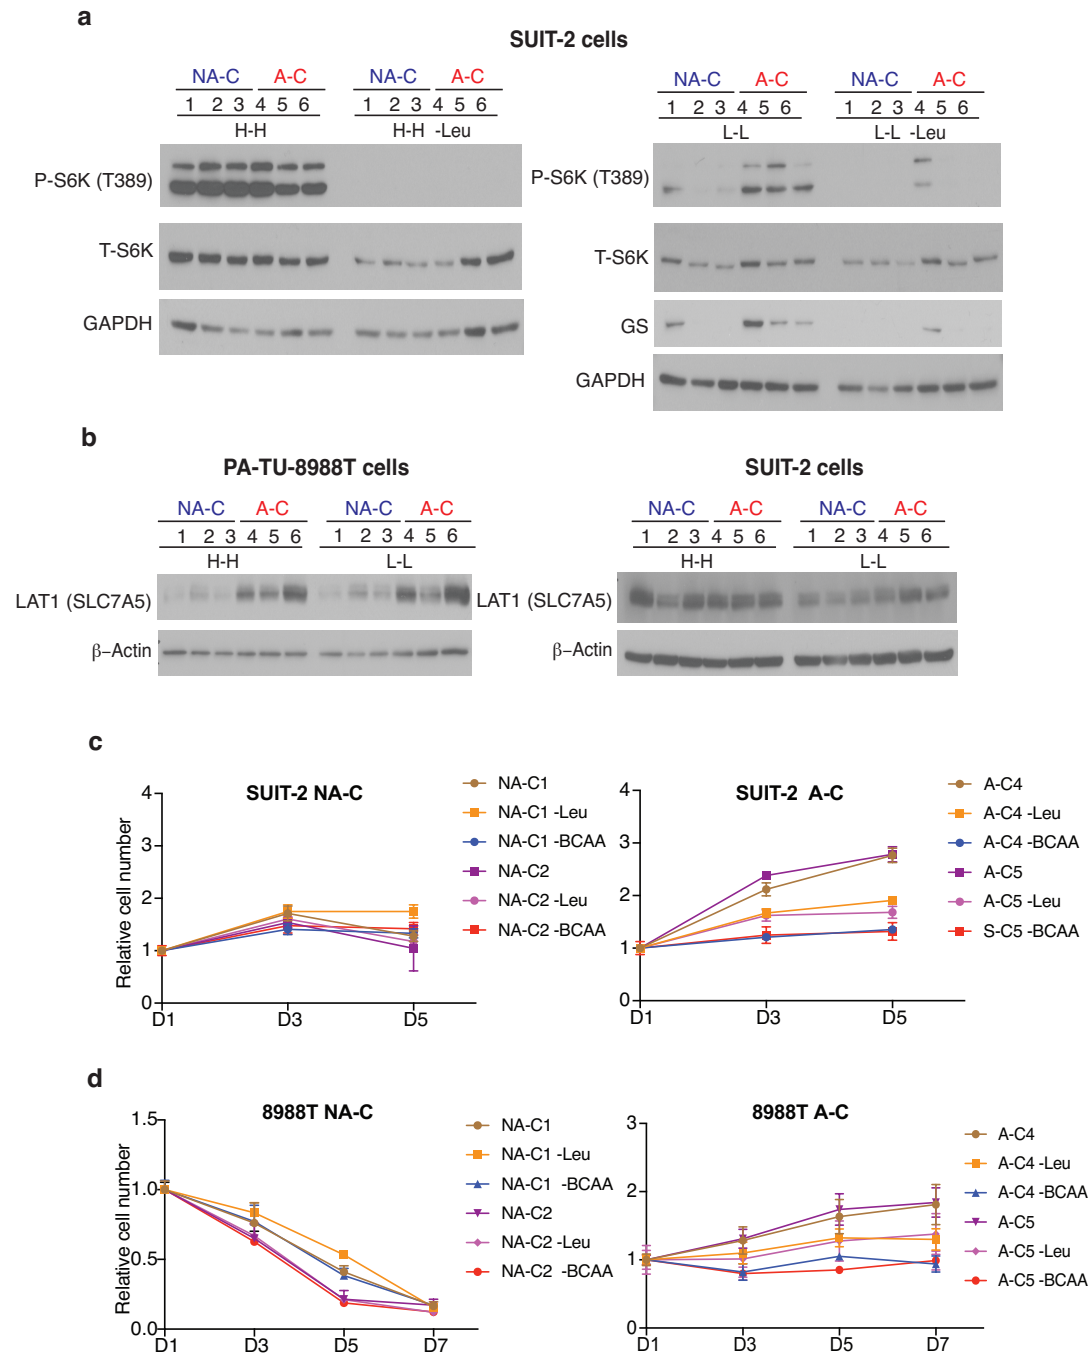 a
SUIT-2 cells
NA-C A-C NA-C A-C
1 2 3 4 5 6 1 2 3 4 5 6
H-H H-H -Leu
P-S6K (T389)
T-S6K
GAPDH
NA-C A-C NA-C A-C
1 2 3 4 5 6 1 2 3 4 5 6
L-L L-L -Leu
P-S6K (T389)
T-S6K
GS
GAPDH
b
PA-TU-8988T cells
NA-C A-C NA-C A-C
1 2 3 4 5 6 1 2 3 4 5 6
H-H L-L
LAT1 (SLC7A5)
β–Actin
SUIT-2 cells
NA-C A-C NA-C A-C
1 2 3 4 5 6 1 2 3 4 5 6
H-H L-L
LAT1 (SLC7A5)
β–Actin
c
SUIT-2 NA-C
Relative cell number
4
3
2
1
0
D1 D3 D5
NA-C1
NA-C1 -Leu
NA-C1 -BCAA
NA-C2
NA-C2 -Leu
NA-C2 -BCAA
SUIT-2 A-C
4
3
2
1
0
D1 D3 D5
A-C4
A-C4 -Leu
A-C4 -BCAA
A-C5
A-C5 -Leu
S-C5 -BCAA
d
8988T NA-C
Relative cell number
1.5
1.0
0.5
0.0
D1 D3 D5 D7
NA-C1
NA-C1 -Leu
NA-C1 -BCAA
NA-C2
NA-C2 -Leu
NA-C2 -BCAA
8988T A-C
3
2
1
0
D1 D3 D5 D7
A-C4
A-C4 -Leu
A-C4 -BCAA
A-C5
A-C5 -Leu
A-C5 -BCAA